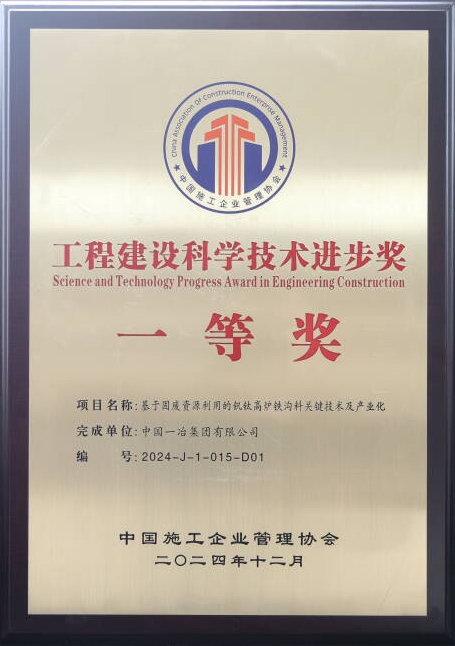 China Association Of Construction Enterprise Management
中国施工企业管理协会
工程建设科学技术进步奖
Science and Technology Progress Award in Engineering Construction
一等奖
项目名称:基于固废资源利用的钒钛高炉铁沟料关键技术及产业化
完成单位:中国一冶集团有限公司
编 号:2024-J-1-015-D01
中国施工企业管理协会
二〇二四年十二月